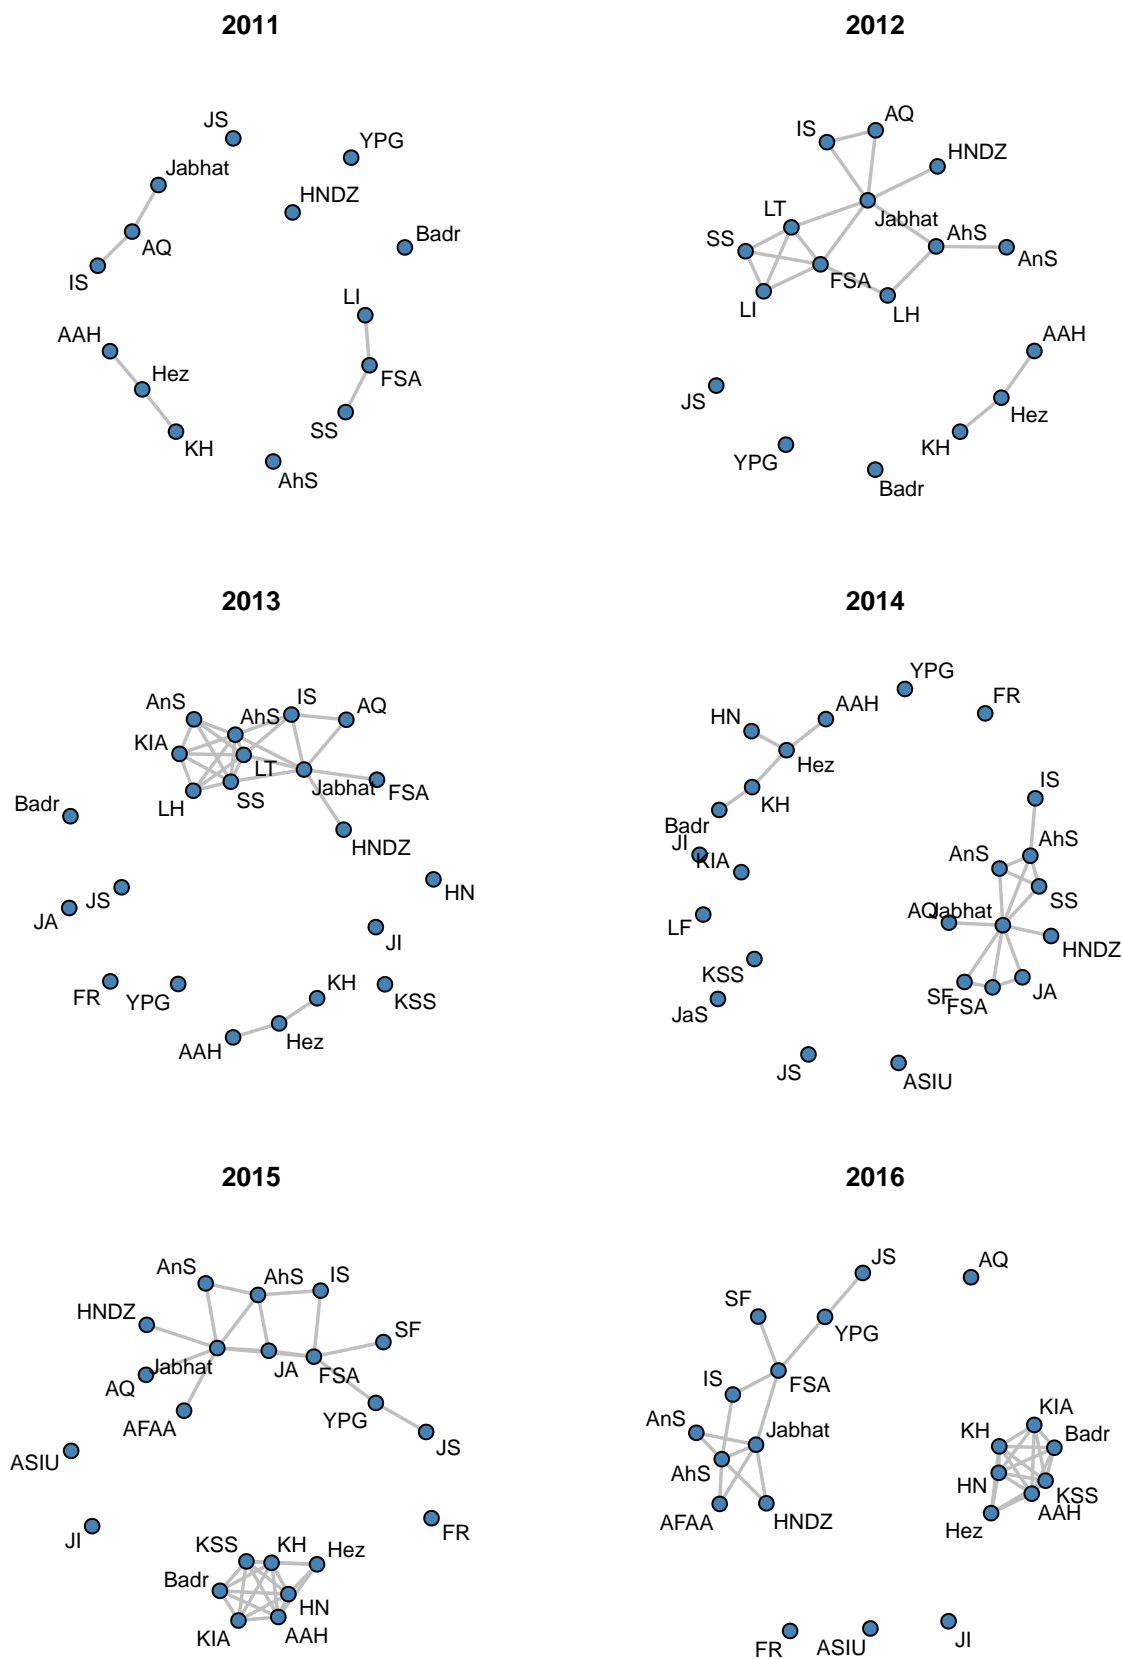 2011
JS
YPG
Jabhat
HNDZ
AQ
Badr
IS
LI
AAH
Hez
FSA
SS
KH
AhS
2012
AQ
IS
HNDZ
LT
Jabhat
SS
AhS
AnS
FSA
LI
LH
AAH
JS
Hez
KH
YPG
Badr
2013
AnS
IS
AQ
AhS
KIA
LT
Jabhat
FSA
LH
SS
Badr
HNDZ
HN
JS
JA
JI
KH
FR
YPG
KSS
Hez
AAH
2014
YPG
FR
AAH
HN
Hez
IS
KH
Badr
JI
KIA
AhS
AnS
SS
AQ
Jabhat
LF
HNDZ
KSS
SF
FSA
JA
JaS
JS
ASIU
2015
AnS
AhS
IS
HNDZ
SF
Jabhat
JA
FSA
AQ
YPG
AFAA
JS
ASIU
FR
JI
KSS
KH
Hez
Badr
HN
KIA
AAH
2016
JS
AQ
SF
YPG
IS
FSA
AnS
Jabhat
KIA
KH
Badr
AhS
HN
KSS
AFAA
HNDZ
AAH
Hez
FR
ASIU
JI